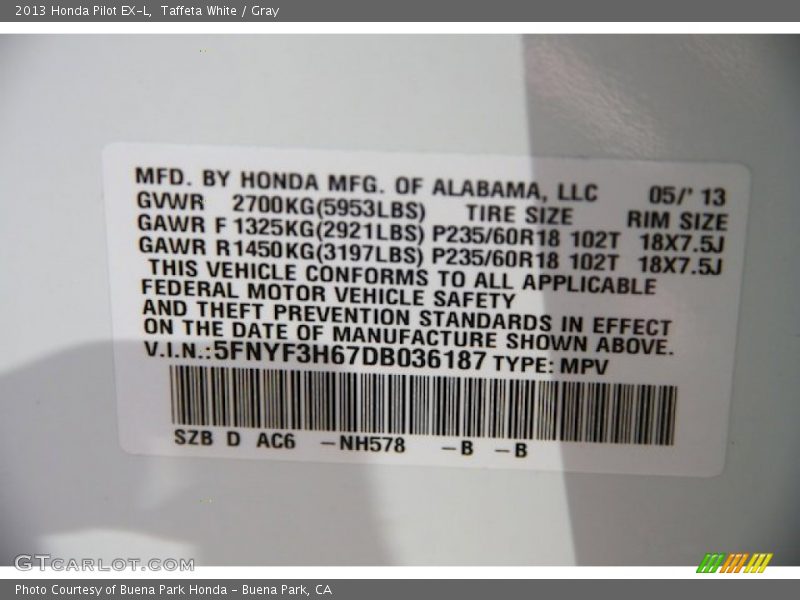 2013 Honda Pilot EX-L, Taffeta White / Gray
MFD. BY HONDA MFG. OF ALABAMA, LLC 05/' 13
GVWR 2700KG(5953LBS) TIRE SIZE RIM SIZE
GAWR F 1325KG(2921LBS) P235/60R18 102T 18X7.5J
GAWR R1450KG(3197LBS) P235/60R18 102T 18X7.5J
THIS VEHICLE CONFORMS TO ALL APPLICABLE
FEDERAL MOTOR VEHICLE SAFETY
AND THEFT PREVENTION STANDARDS IN EFFECT
ON THE DATE OF MANUFACTURE SHOWN ABOVE.
V.I.N.:5FNYF3H67DB036187 TYPE: MPV
SZB D AC6 -NH578 -B -B
GTCARLOT.COM
Photo Courtesy of Buena Park Honda - Buena Park, CA